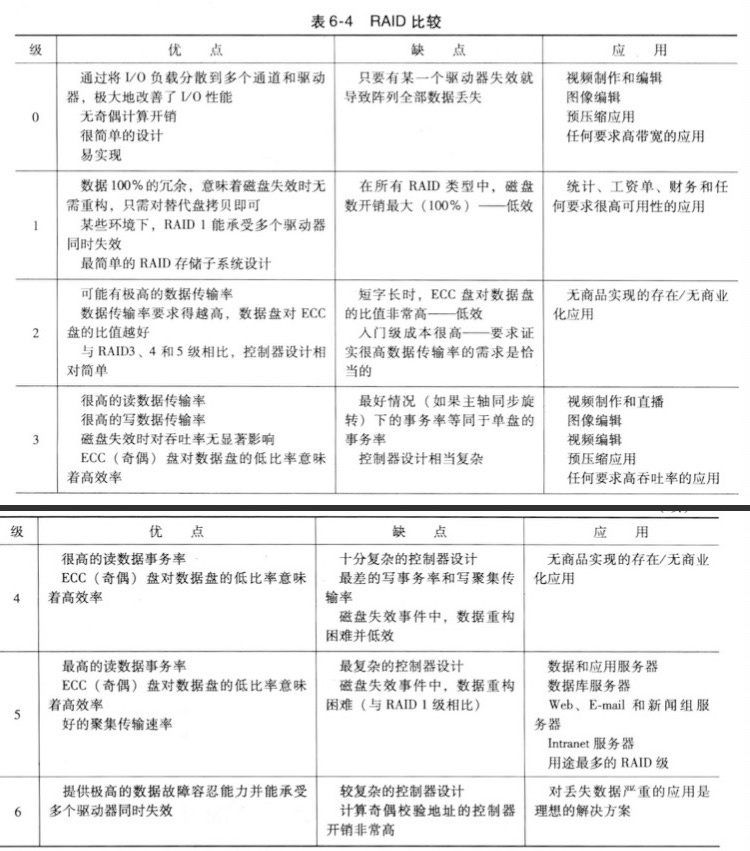 表 6-4 RAID 比较
级 优 点 缺 点 应 用
0
通过将 I/O 负载分散到多个通道和驱动
器，极大地改善了 I/O 性能
无奇偶计算开销
很简单的设计
易实现
只要有某一个驱动器失效就
导致阵列全部数据丢失
视频制作和编辑
图像编辑
预压缩应用
任何要求高带宽的应用
1
数据 100% 的冗余，意味着磁盘失效时无
需重构，只需对替代盘拷贝即可
某些环境下，RAID 1 能承受多个驱动器
同时失效
最简单的 RAID 存储子系统设计
在所有 RAID 类型中，磁盘
数开销最大（100%）——低效
统计、工资单、财务和任
何要求很高可用性的应用
2
可能有极高的数据传输率
数据传输率要求得越高，数据盘对 ECC
盘的比值越好
与 RAID3、4 和 5 级相比，控制器设计相
对简单
短字长时，ECC 盘对数据盘
的比值非常高——低效
入门级成本很高——要求证
实很高数据传输率的需求是恰
当的
无商品实现的存在/无商业
化应用
3
很高的读数据传输率
很高的写数据传输率
磁盘失效时对吞吐率无显著影响
ECC（奇偶）盘对数据盘的低比率意味
着高效率
最好情况（如果主轴同步旋
转）下的事务率等同于单盘的
事务率
控制器设计相当复杂
视频制作和直播
图像编辑
视频编辑
预压缩应用
任何要求高吞吐率的应用
级 优 点 缺 点 应 用
4
很高的读数据事务率
ECC（奇偶）盘对数据盘的低比率意味
着高效率
十分复杂的控制器设计
最差的写事务率和写聚集传
输率
磁盘失效事件中，数据重构
困难并低效
无商品实现的存在/无商业
化应用
5
最高的读数据事务率
ECC（奇偶）盘对数据盘的低比率意味
着高效率
好的聚集传输速率
最复杂的控制器设计
磁盘失效事件中，数据重构
困难（与 RAID 1 级相比）
数据和应用服务器
数据库服务器
Web、E-mail 和新闻组服
务器
Intranet 服务器
用途最多的 RAID 级
6
提供极高的数据故障容忍能力并能承受
多个驱动器同时失效
较复杂的控制器设计
计算奇偶校验地址的控制器
开销非常高
对丢失数据严重的应用是
理想的解决方案